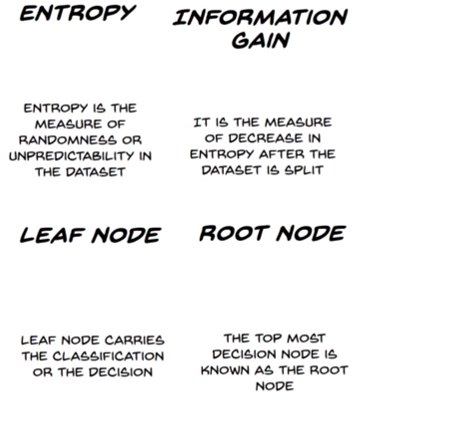 ENTROPY
ENTROPY IS THE
MEASURE OF
RANDOMNESS OR
UNPREDICTABILITY IN
THE DATASET
INFORMATION
GAIN
IT IS THE MEASURE
OF DECREASE IN
ENTROPY AFTER THE
DATASET IS SPLIT
LEAF NODE
LEAF NODE CARRIES
THE CLASSIFICATION
OR THE DECISION
ROOT NODE
THE TOP MOST
DECISION NODE IS
KNOWN AS THE ROOT
NODE